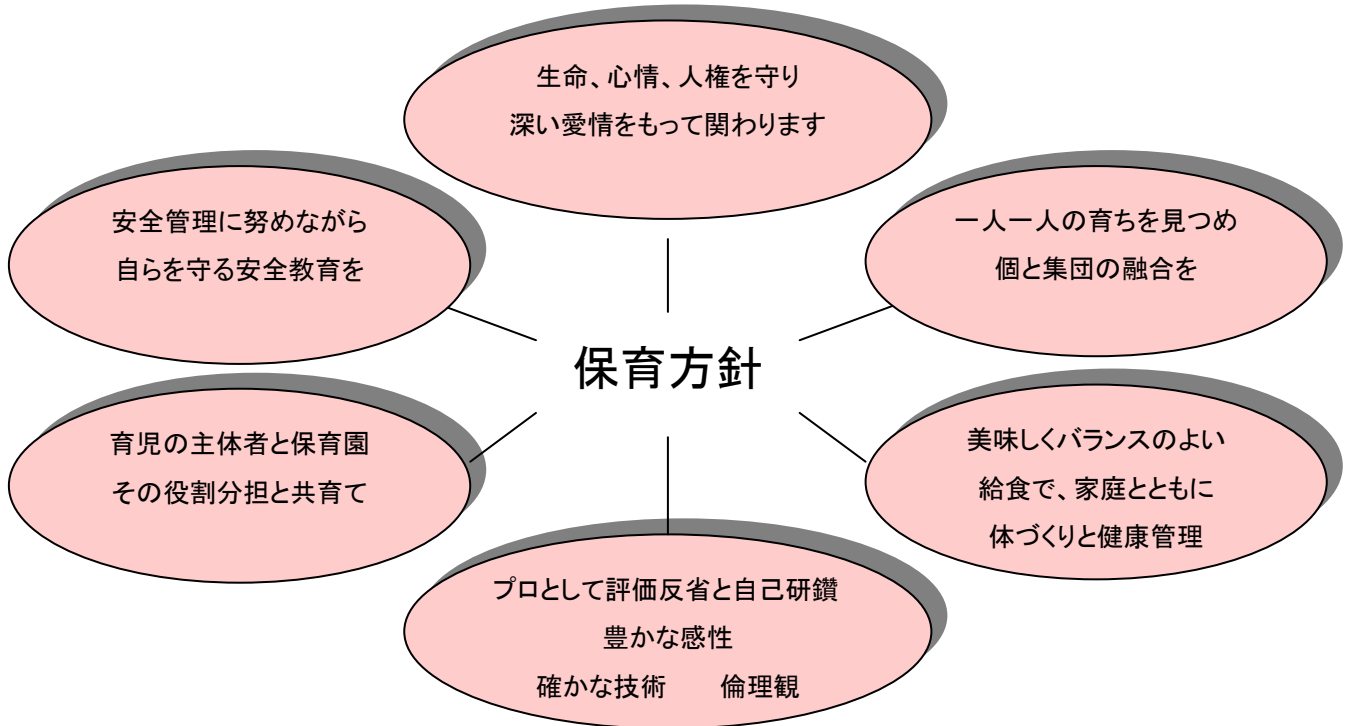 生命、心情、人権を守り
深い愛情をもって関わります
安全管理に努めながら
自らを守る安全教育を
一人一人の育ちを見つめ
個と集団の融合を
保育方針
育児の主体者と保育園
その役割分担と共育て
美味しくバランスのよい
給食で、家庭とともに
体づくりと健康管理
プロとして評価反省と自己研鑽
豊かな感性
確かな技術　　倫理観